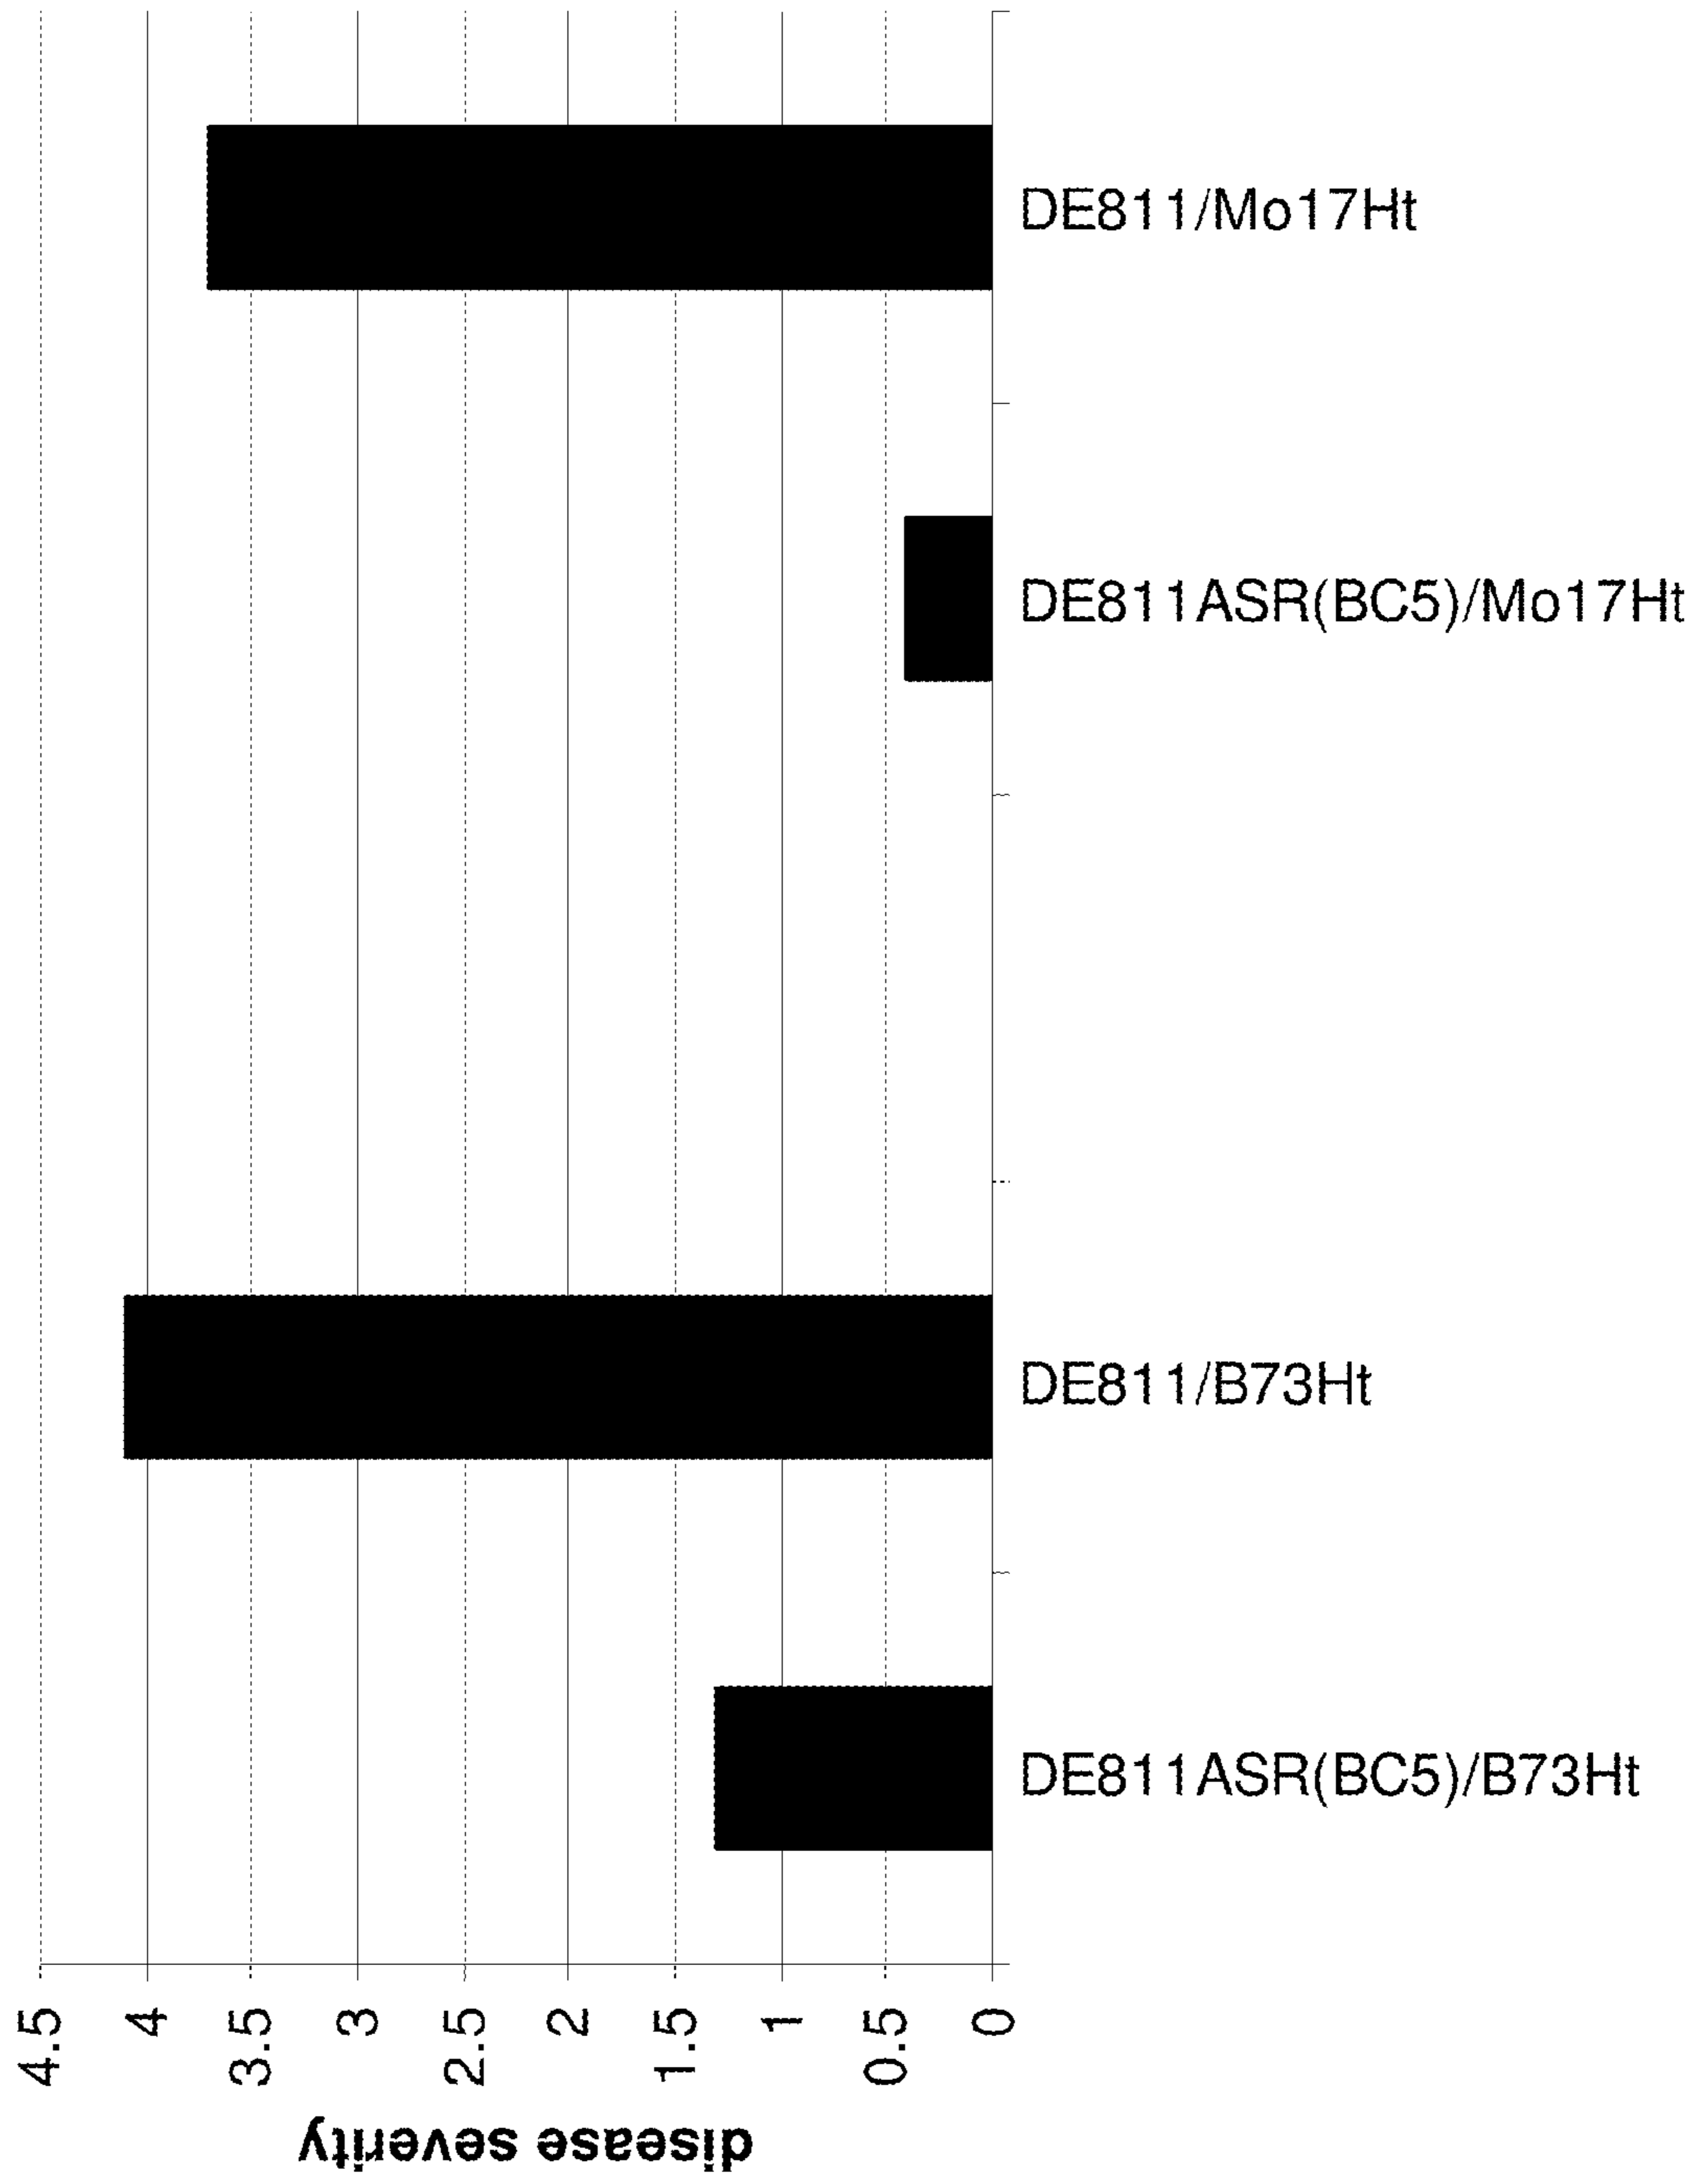 disease severity
4.5
4
3.5
3
2.5
2
1.5
1
0.5
0
DE811ASR(BC5)/B73Ht
DE811/B73Ht
DE811ASR(BC5)/Mo17Ht
DE811/Mo17Ht